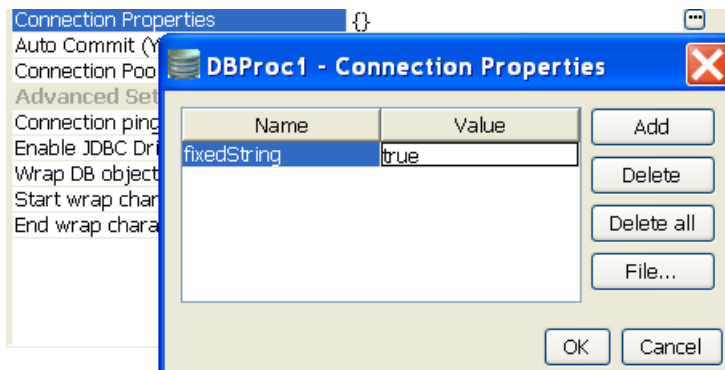 Connection Properties {} ...
Auto Commit (Y
Connection Poo
DBProc1 - Connection Properties
Advanced Set
Connection ping
Enable JDBC Dri
Wrap DB object
Start wrap char
End wrap chara
Name Value
fixedString true
Add
Delete
Delete all
File...
OK Cancel